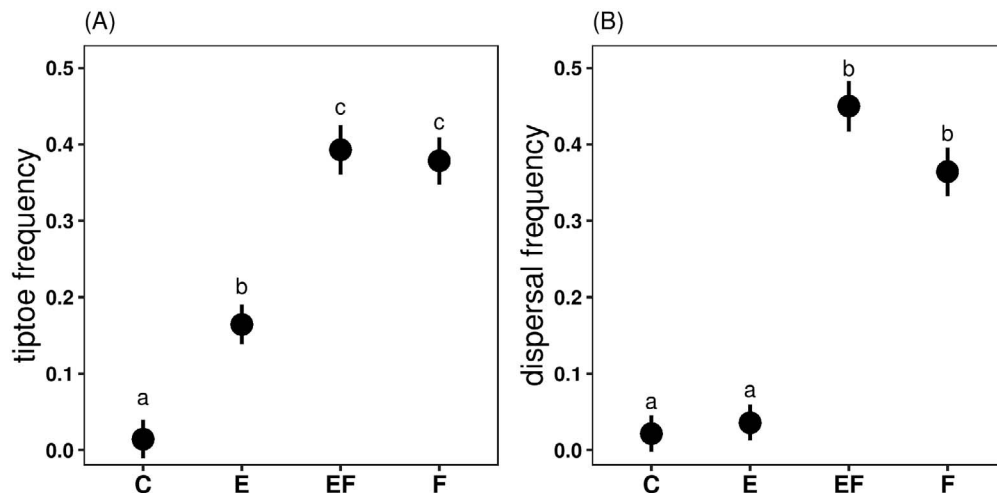 (A)
tiptoe frequency
0.5
0.4
0.3
0.2
0.1
0.0
a
b
c
c
C E EF F
(B)
dispersal frequency
0.5
0.4
0.3
0.2
0.1
0.0
a
a
b
b
C E EF F